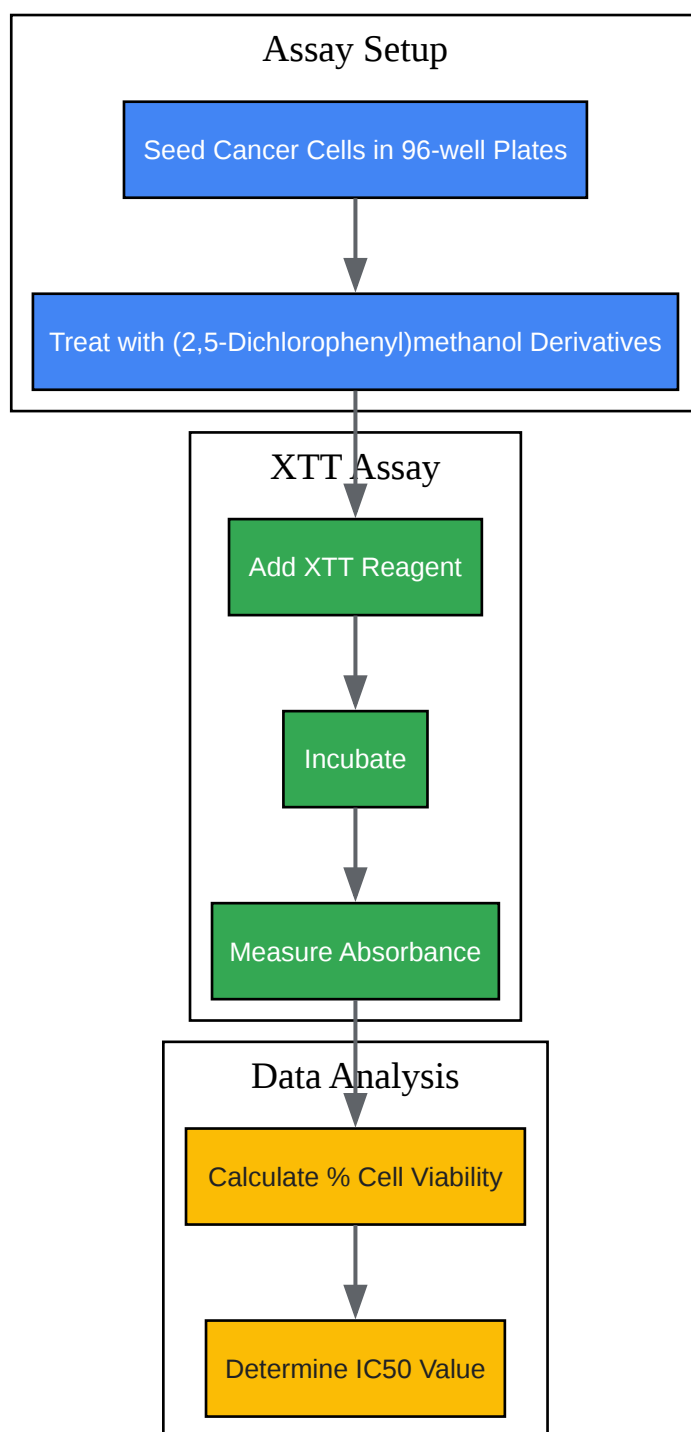 Assay Setup
Seed Cancer Cells in 96-well Plates
Treat with (2,5-Dichlorophenyl)methanol Derivatives
XTT Assay
Add XTT Reagent
Incubate
Measure Absorbance
Data Analysis
Calculate % Cell Viability
Determine IC50 Value